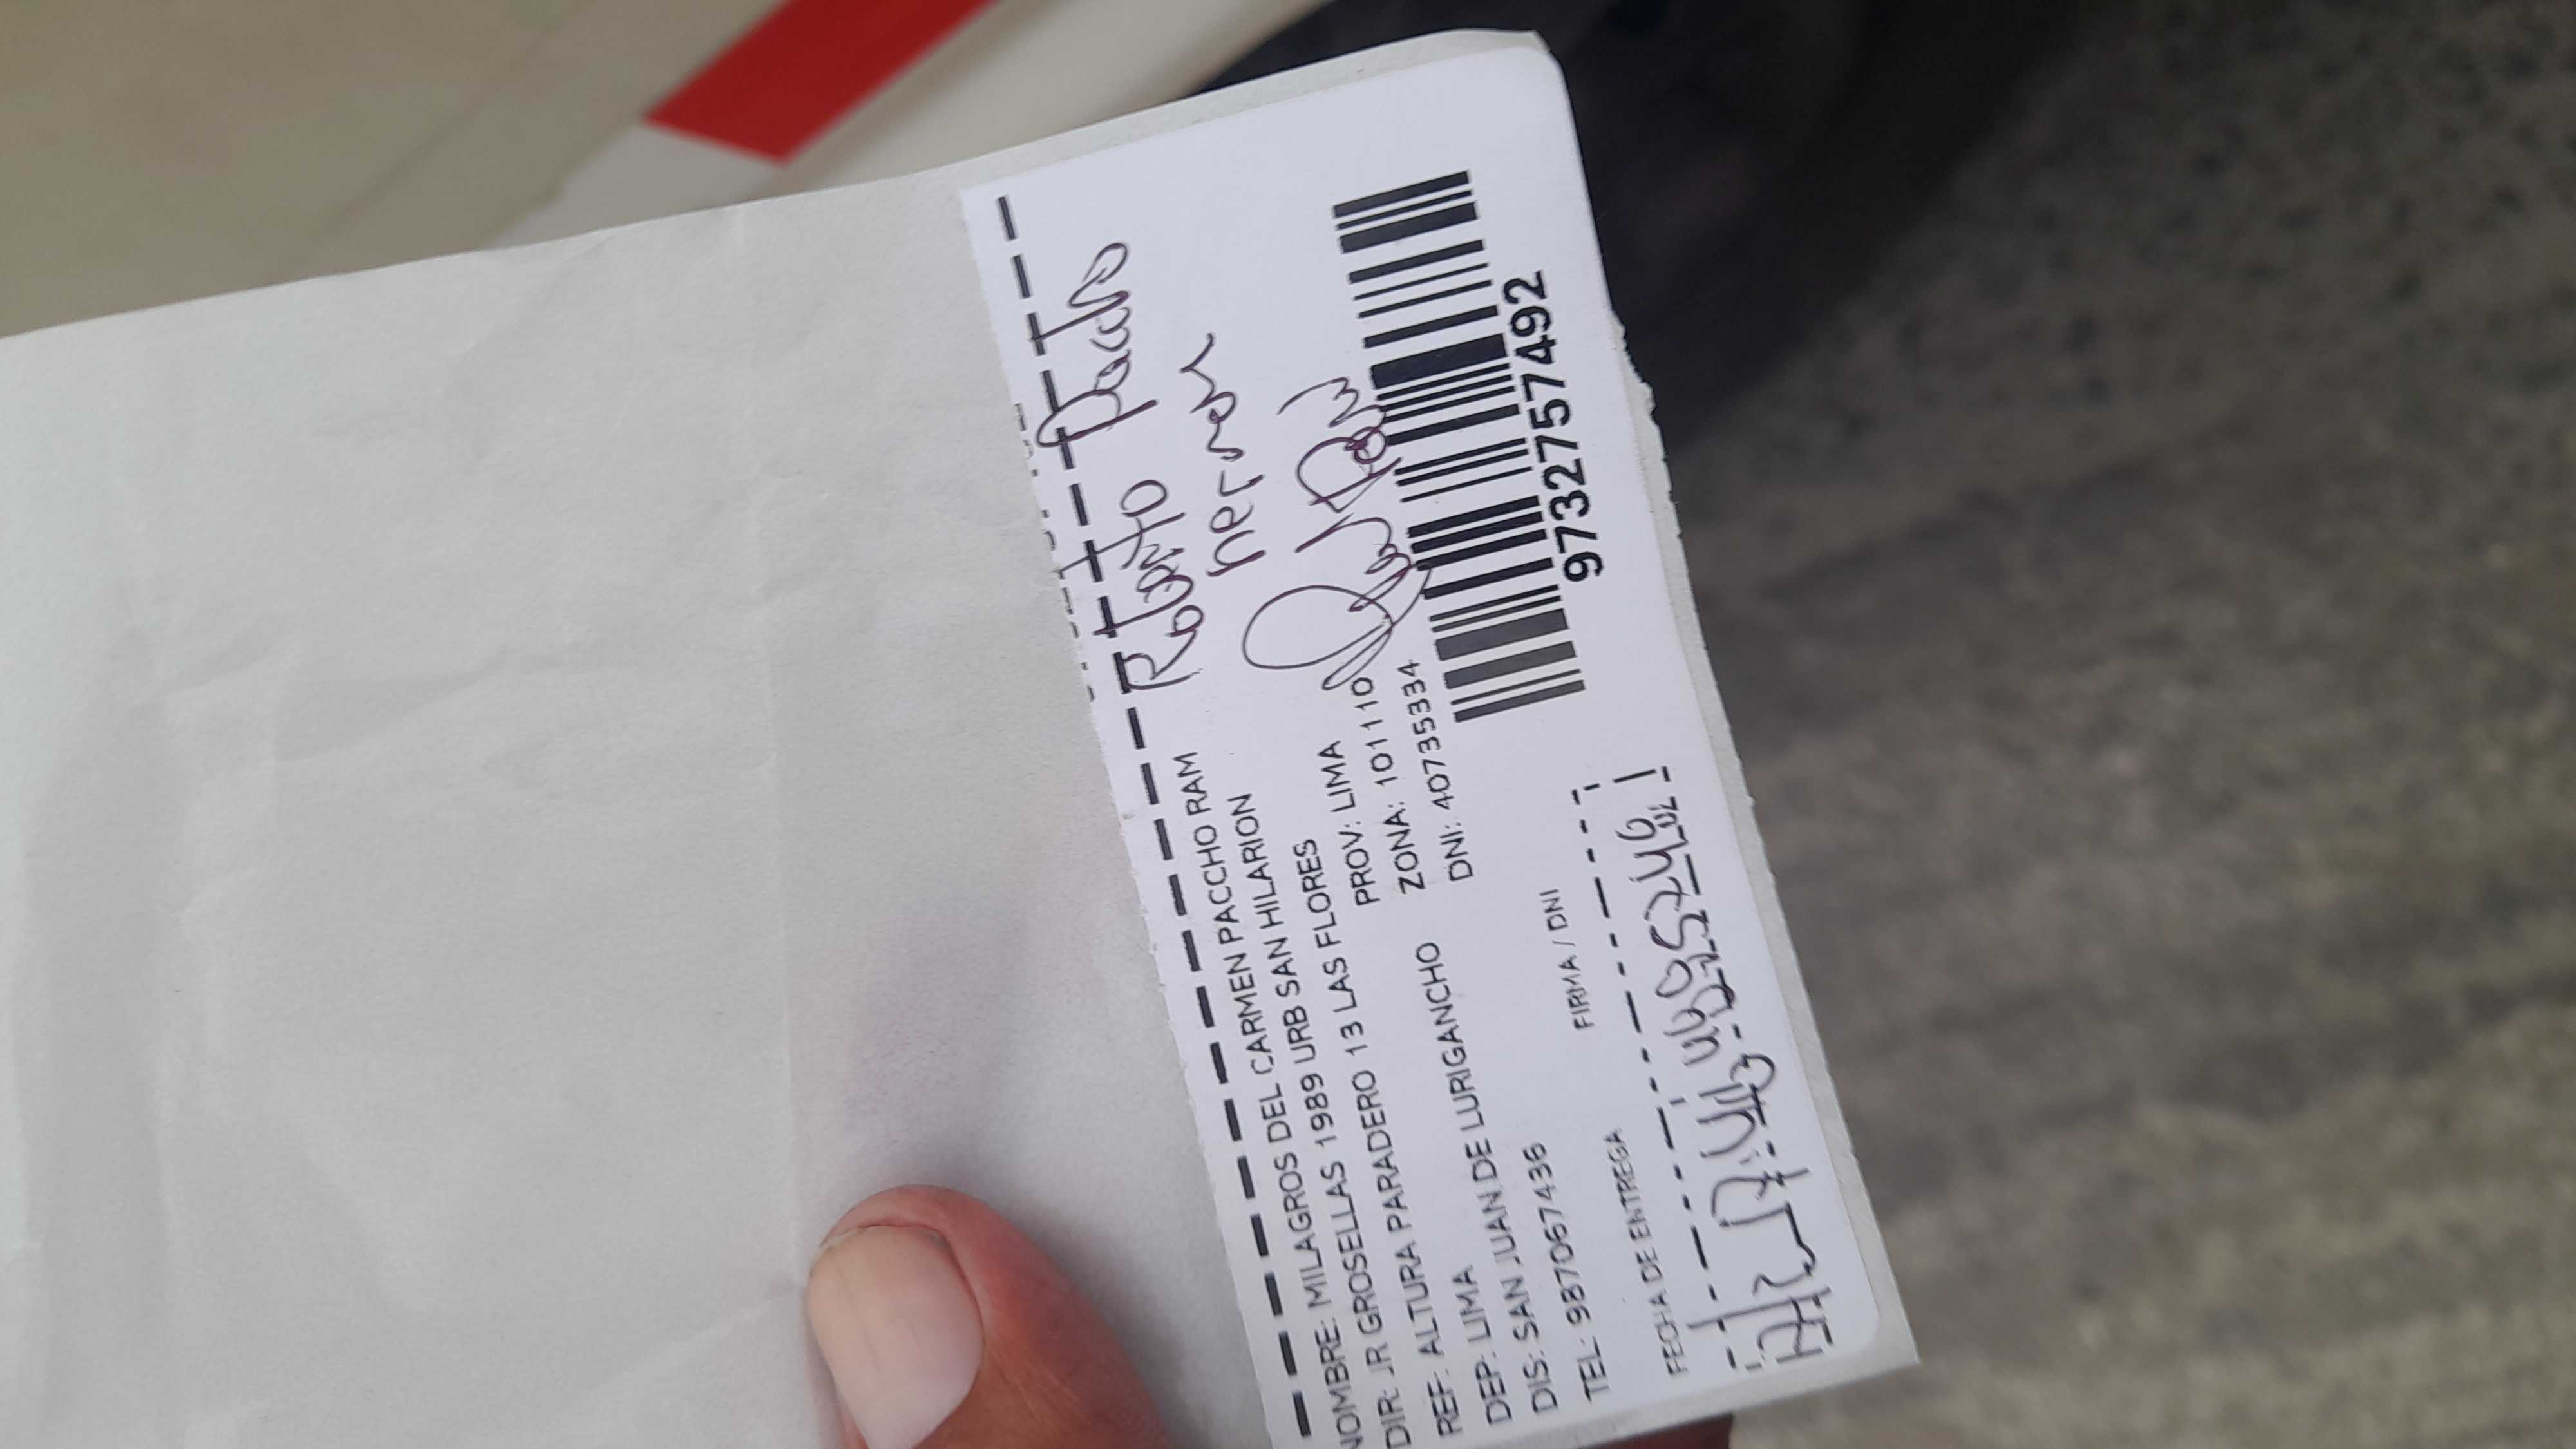 NOMBRE: MILAGROS DEL CARMEN PACCHO RAM
DIR: JR GROSELLAS 1989 URB SAN HILARION
REF: ALTURA PARADERO 13 LAS FLORES
DEP: LIMA PROV: LIMA
DIS: SAN JUAN DE LURIGANCHO ZONA: 101110
TEL: 987067436 DNI: 40735334
FECHA DE ENTREGA FIRMA / DNI
Roberto Paccho
973275757492